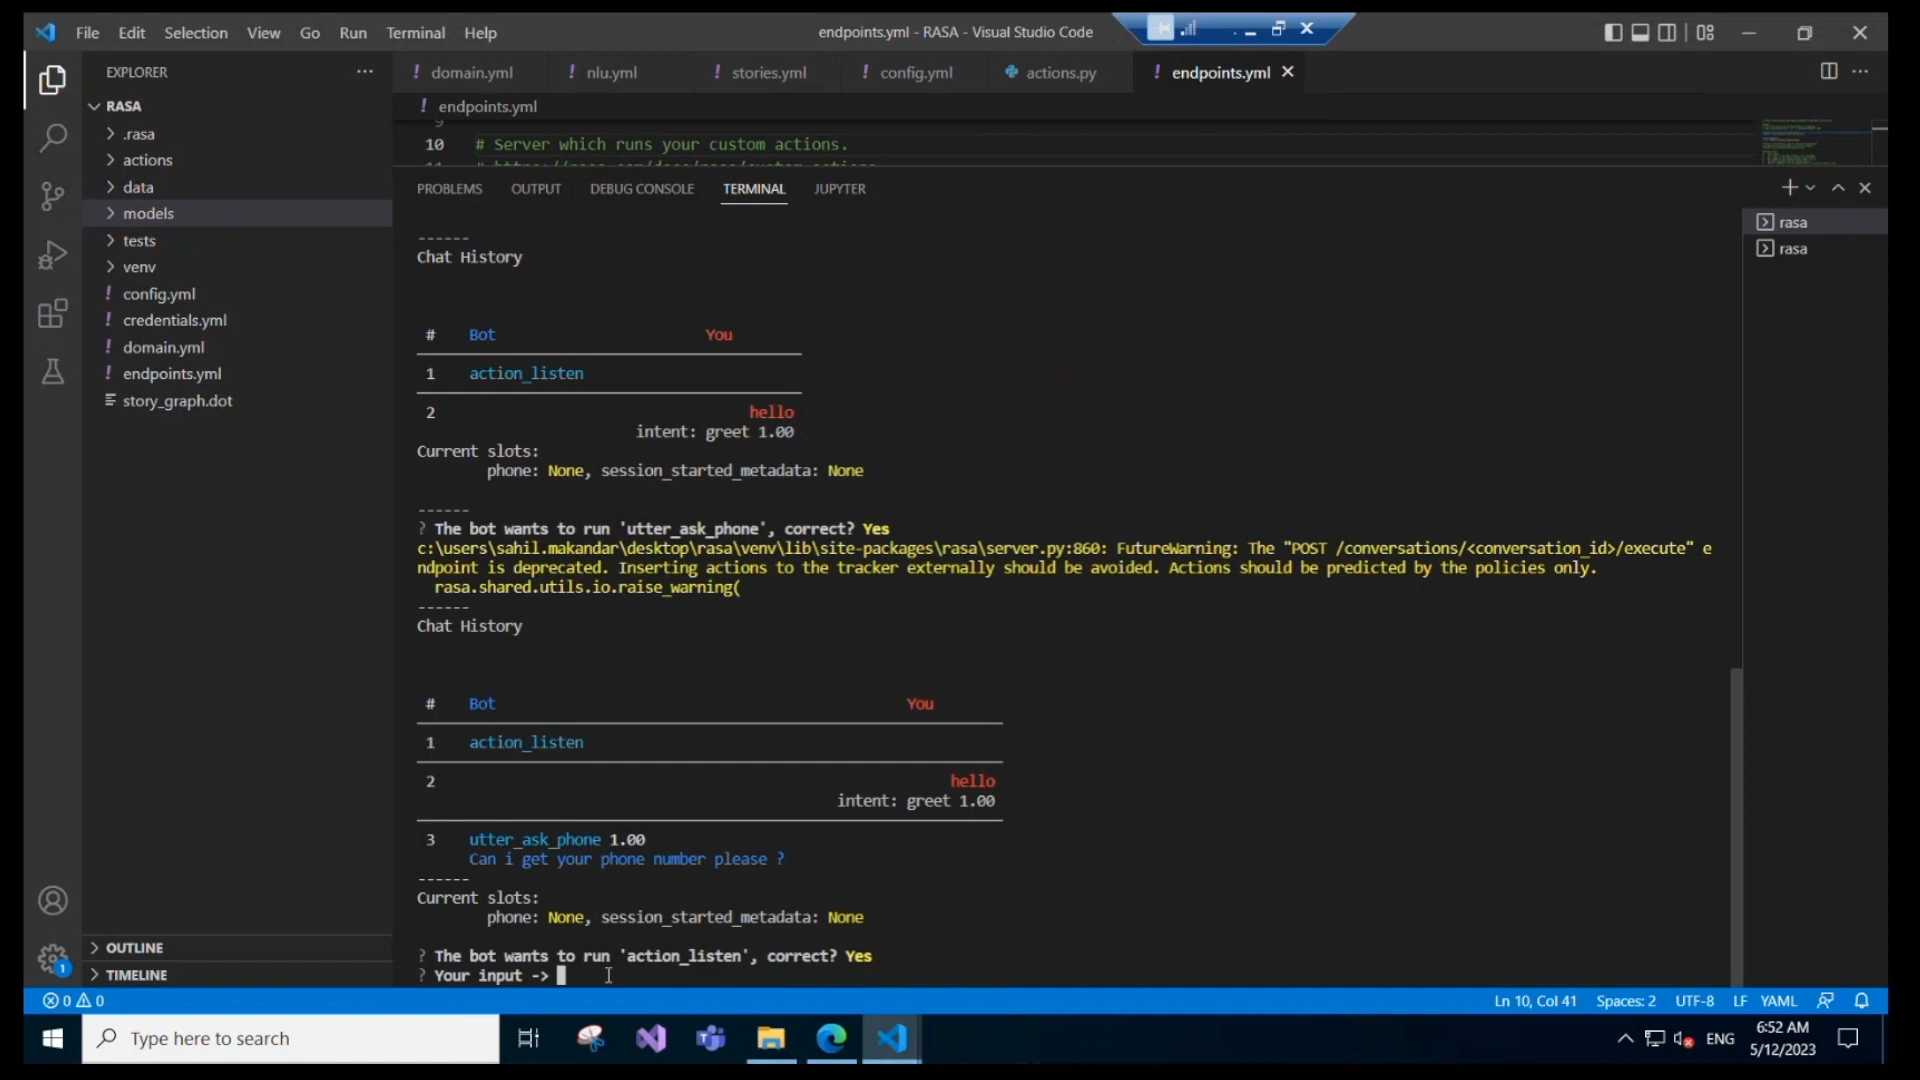 File Edit Selection View Go Run Terminal Help
endpoints.yml - RASA - Visual Studio Code
EXPLORER
RASA
.rasa
actions
data
models
tests
venv
! config.yml
! credentials.yml
! domain.yml
! endpoints.yml
story_graph.dot
OUTLINE
TIMELINE
! domain.yml ! nlu.yml ! stories.yml ! config.yml actions.py ! endpoints.yml
! endpoints.yml
9
10 # Server which runs your custom actions.
PROBLEMS OUTPUT DEBUG CONSOLE TERMINAL JUPYTER
rasa
rasa
------
Chat History
# Bot You
1 action_listen
2 hello
intent: greet 1.00
Current slots:
phone: None, session_started_metadata: None
------
? The bot wants to run 'utter_ask_phone', correct? Yes
c:\users\sahil.makandar\desktop\rasa\venv\lib\site-packages\rasa\server.py:860: FutureWarning: The "POST /conversations/<conversation_id>/execute" e
ndpoint is deprecated. Inserting actions to the tracker externally should be avoided. Actions should be predicted by the policies only.
rasa.shared.utils.io.raise_warning(
------
Chat History
# Bot You
1 action_listen
2 hello
intent: greet 1.00
3 utter_ask_phone 1.00
Can i get your phone number please ?
------
Current slots:
phone: None, session_started_metadata: None
? The bot wants to run 'action_listen', correct? Yes
? Your input ->
1
0 0
Ln 10, Col 41 Spaces: 2 UTF-8 LF YAML
Type here to search
ENG
6:52 AM
5/12/2023